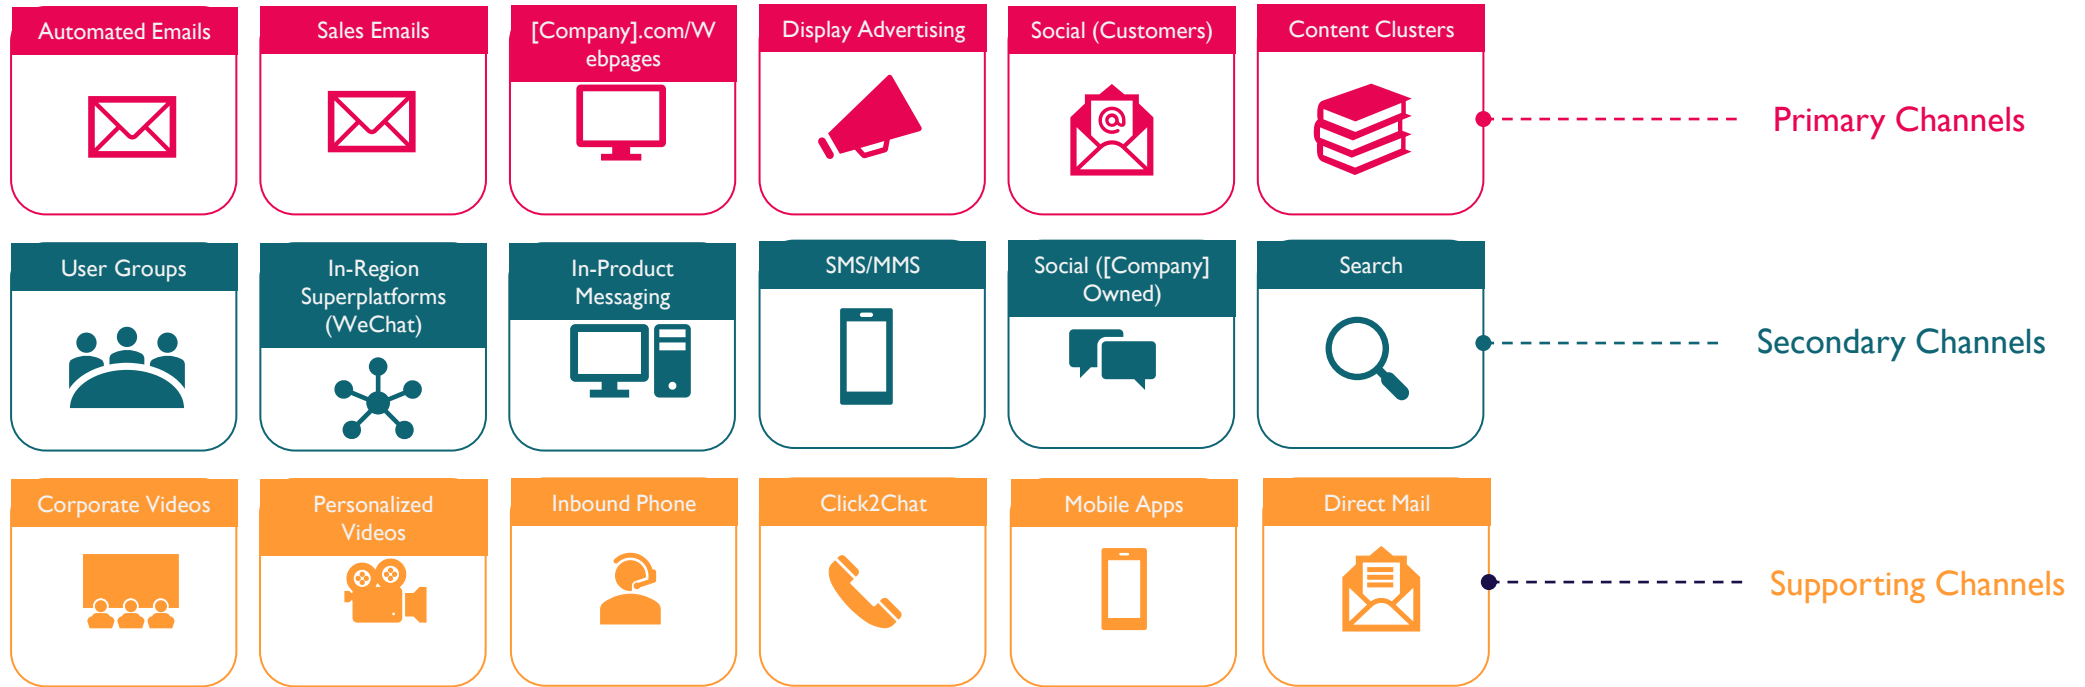 Automated Emails
Sales Emails
[Company].com/W
ebpages
Display Advertising
Social (Customers)
Content Clusters
@
Primary Channels
User Groups
In-Region
Superplatforms
(WeChat)
In-Product
Messaging
SMS/MMS
Social ([Company]
Owned)
Search
Secondary Channels
Corporate Videos
Personalized
Videos
Inbound Phone
Click2Chat
Mobile Apps
Direct Mail
Supporting Channels